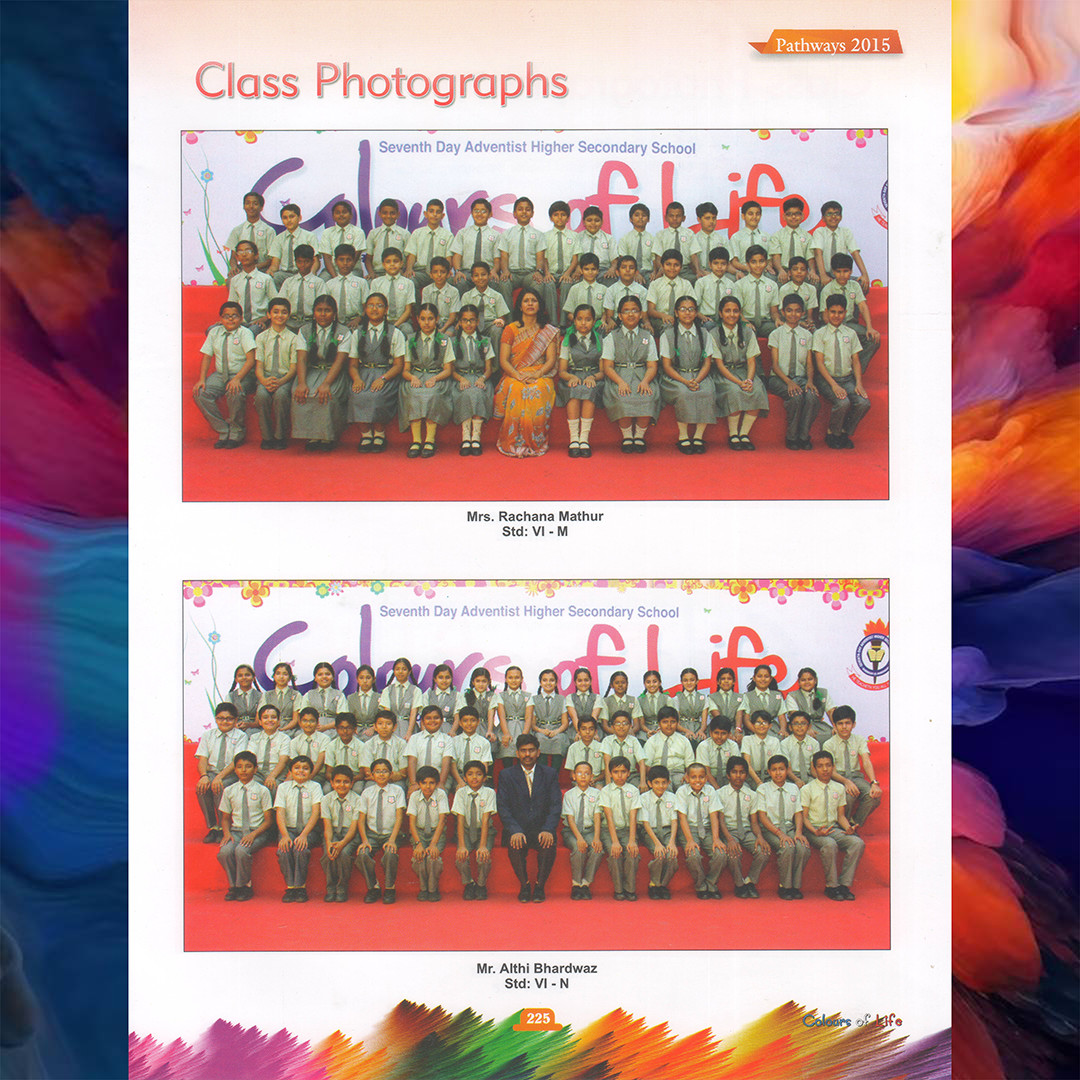 Pathways 2015
Class Photographs
Seventh Day Adventist Higher Secondary School
Colours of Life
Mrs. Rachana Mathur
Std: VI - M
Seventh Day Adventist Higher Secondary School
Colours of Life
Mr. Althi Bhardwaz
Std: VI - N
225
Colours of Life